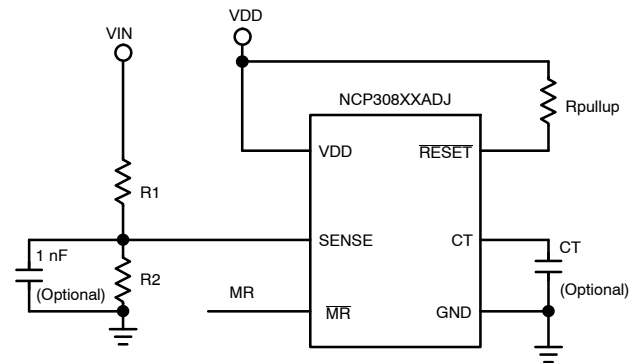 VDD
VIN
NCP308XXADJ
Rpullup
VDD
RESET
R1
SENSE
CT
CT
1 nF
(Optional)
R2
(Optional)
MR
MR
GND